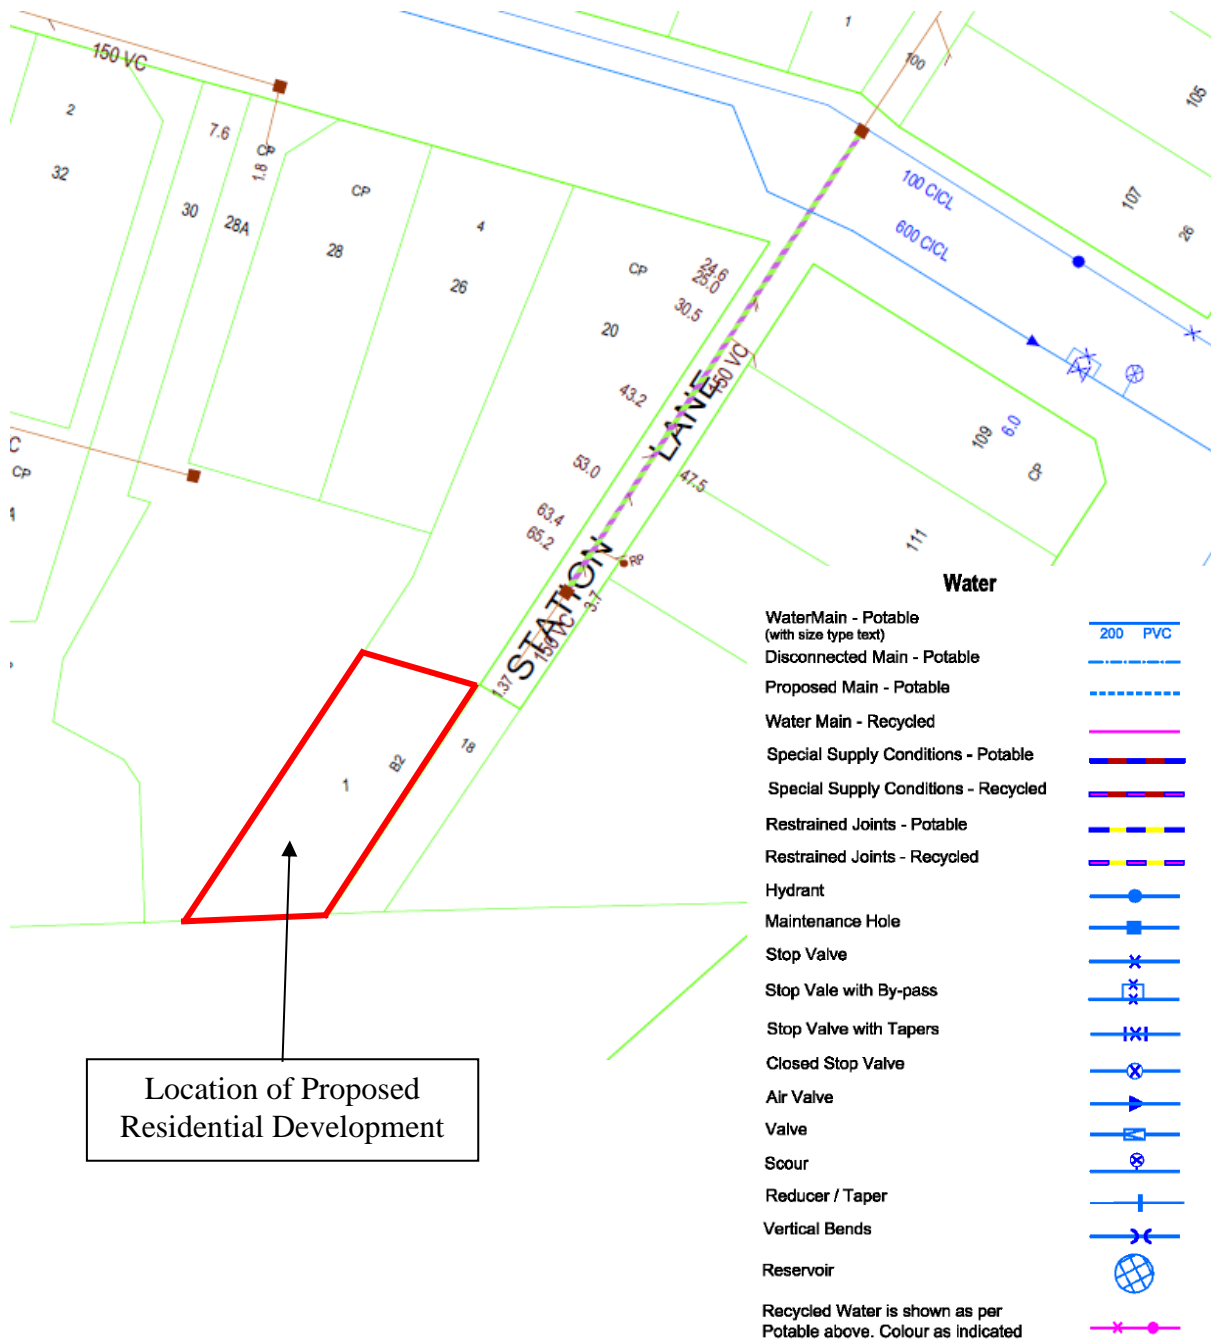 150 VC
1
100
105
2
7.6
CP
1.8
32
CP
30
28A
28
4
26
CP
24.6
25.0
30.5
20
100 CICL
600 CICL
107
26
150 VC
LANE
43.2
53.0
47.5
109
6.0
CP
111
C
CP
63.4
65.2
STATION
RP
3.7
150 VC
1.37
18
B2
1
Location of Proposed
Residential Development
Water
WaterMain - Potable
(with size type text)
200 PVC
Disconnected Main - Potable
Proposed Main - Potable
Water Main - Recycled
Special Supply Conditions - Potable
Special Supply Conditions - Recycled
Restrained Joints - Potable
Restrained Joints - Recycled
Hydrant
Maintenance Hole
Stop Valve
Stop Vale with By-pass
Stop Valve with Tapers
Closed Stop Valve
Air Valve
Valve
Scour
Reducer / Taper
Vertical Bends
Reservoir
Recycled Water is shown as per
Potable above. Colour as indicated